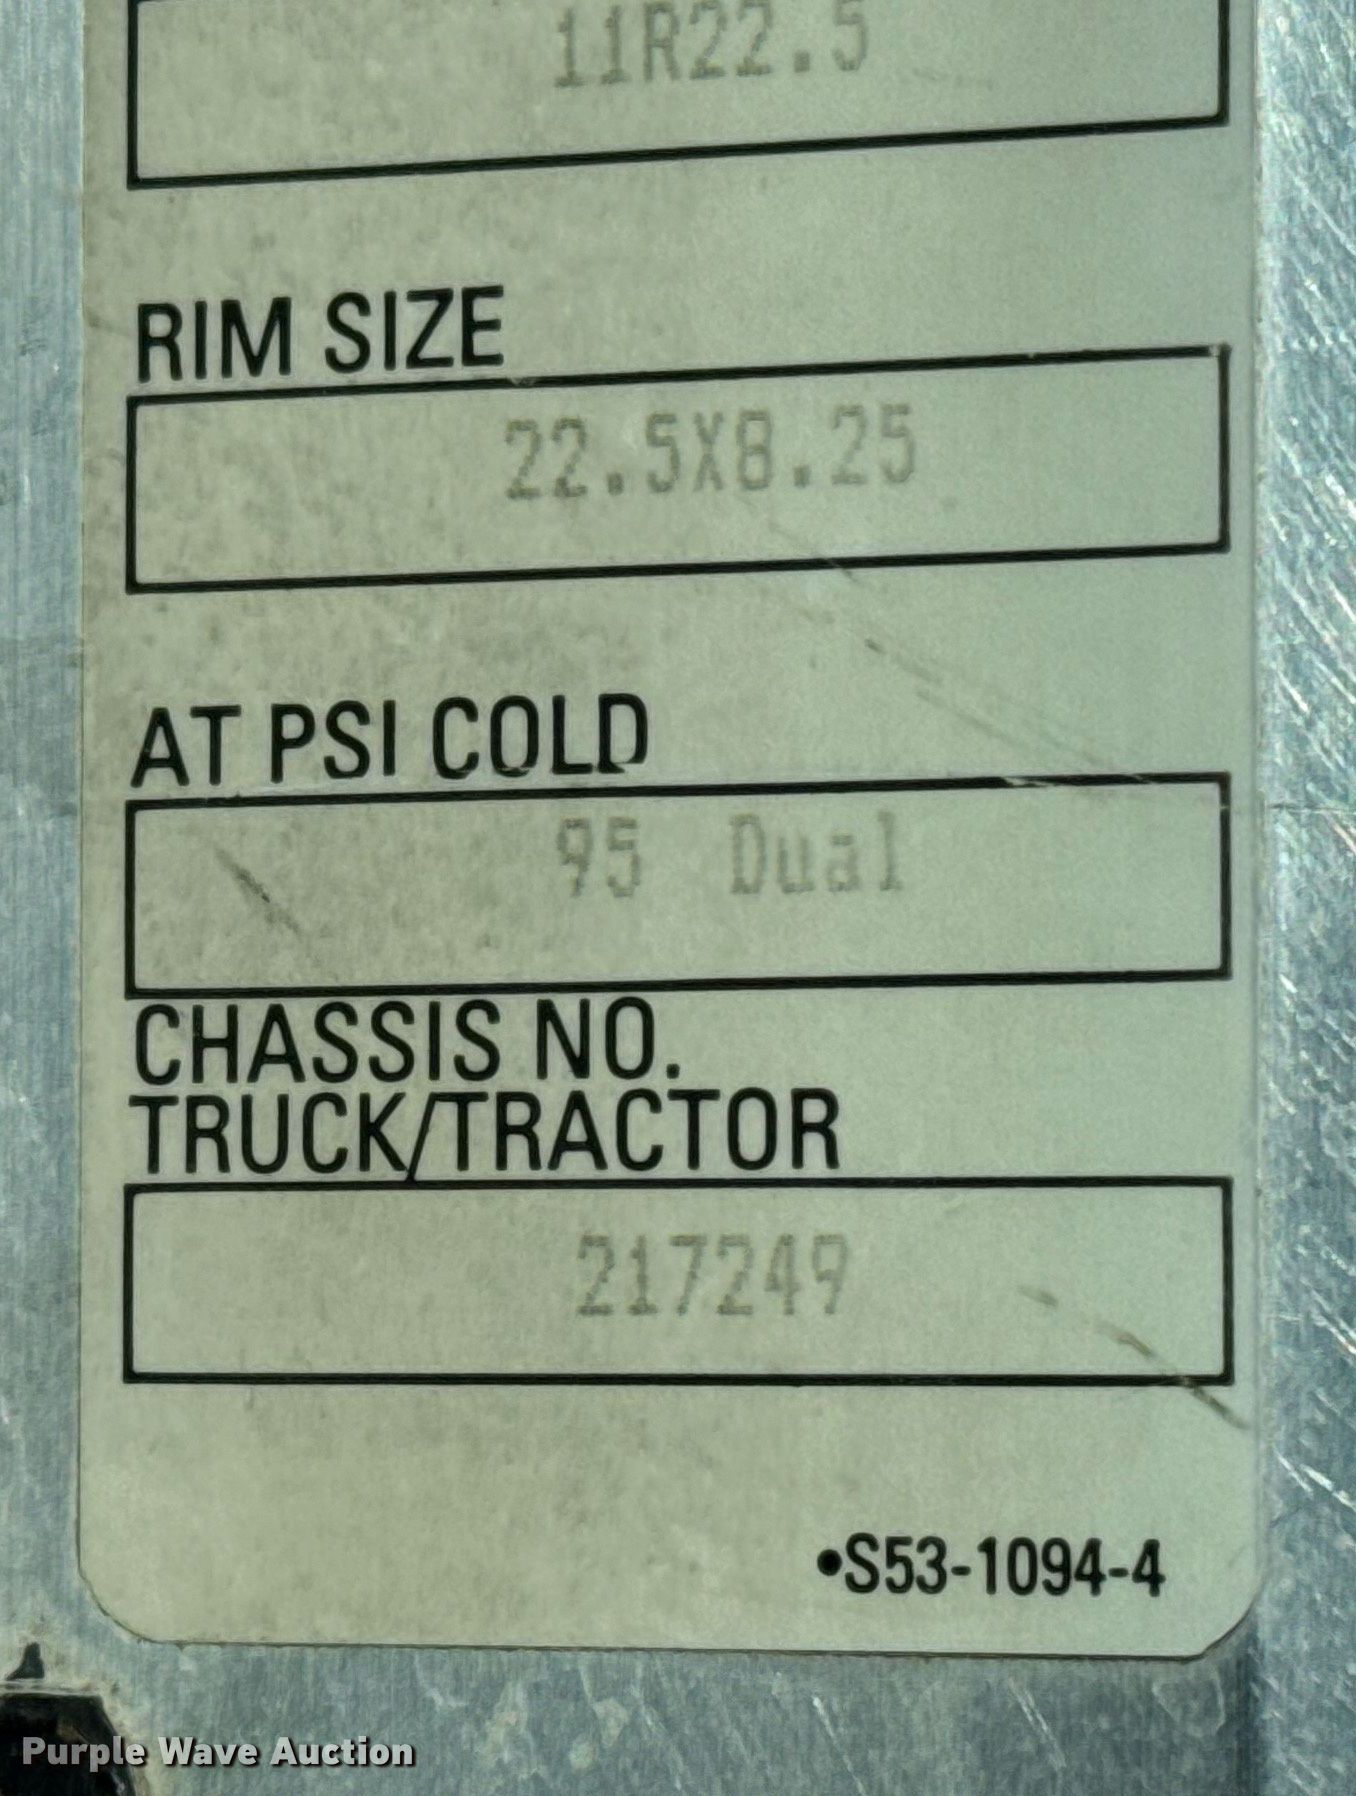 11R22.5
RIM SIZE
22.5X8.25
AT PSI COLD
95 Dual
CHASSIS NO.
TRUCK/TRACTOR
217249
•S53-1094-4
Purple Wave Auction